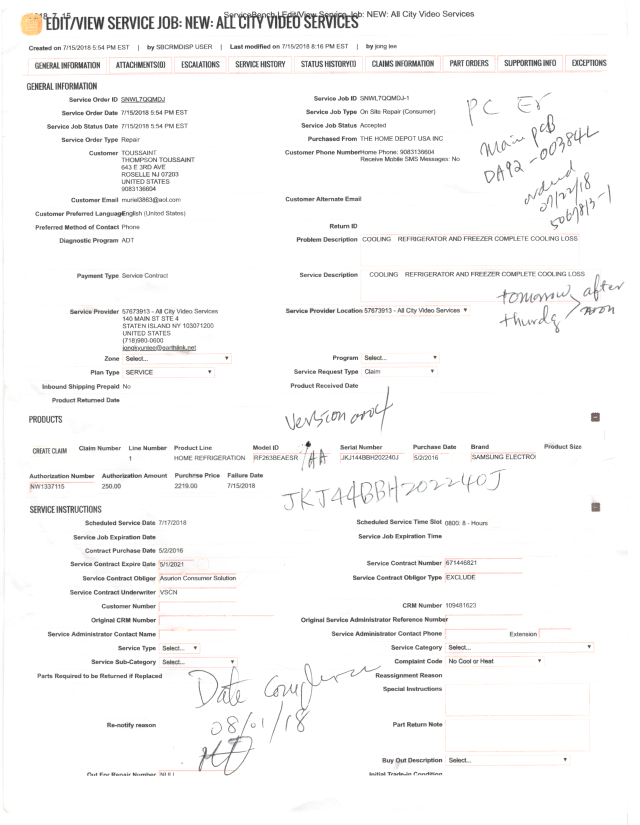 2018. 7. 15. ServiceBench | Edit/View Service Job: NEW: All City Video Services
EDIT/VIEW SERVICE JOB: NEW: ALL CITY VIDEO SERVICES
Created on 7/15/2018 5:54 PM EST | by SBCRMDISP USER | Last modified on 7/15/2018 8:16 PM EST | by jong lee
GENERAL INFORMATION ATTACHMENTS(0) ESCALATIONS SERVICE HISTORY STATUS HISTORY(1) CLAIMS INFORMATION PART ORDERS SUPPORTING INFO EXCEPTIONS
GENERAL INFORMATION
Service Order ID SNWL7QQMDJ Service Job ID SNWL7QQMDJ-1
Service Order Date 7/15/2018 5:54 PM EST Service Job Type On Site Repair (Consumer)
Service Job Status Date 7/15/2018 5:54 PM EST Service Job Status Accepted
Service Order Type Repair Purchased From THE HOME DEPOT USA INC
Customer TOUSSAINT Customer Phone Number Home Phone: 9083136604
THOMPSON TOUSSAINT Receive Mobile SMS Messages: No
643 E 3RD AVE
ROSELLE NJ 07203
UNITED STATES
9083136604
PC Er
Main pCB
DA92-00384L
ordered
07/22/18
5067813-1
Customer Email muriel3863@aol.com Customer Alternate Email
Customer Preferred Language English (United States)
Preferred Method of Contact Phone Return ID
Diagnostic Program ADT Problem Description COOLING REFRIGERATOR AND FREEZER COMPLETE COOLING LOSS
Payment Type Service Contract Service Description COOLING REFRIGERATOR AND FREEZER COMPLETE COOLING LOSS
tomorrow after
thurdg / noon
Service Provider 57673913 - All City Video Services Service Provider Location 57673913 - All City Video Services
140 MAIN ST STE 4
STATEN ISLAND NY 103071200
UNITED STATES
(718)980-0600
jongkyunlee@earthlink.net
Zone Select... Program Select...
Plan Type SERVICE Service Request Type Claim
Inbound Shipping Prepaid No Product Received Date
Product Returned Date
PRODUCTS
Version
CREATE CLAIM Claim Number Line Number Product Line Model ID Serial Number Purchase Date Brand Product Size
1 HOME REFRIGERATION RF263BEAESR /AA JKJ144BBH202240J 5/2/2016 SAMSUNG ELECTRO
Authorization Number Authorization Amount Purchrse Price Failure Date
NW1337115 250.00 2219.00 7/15/2018
JKJ44BBH202240J
SERVICE INSTRUCTIONS
Scheduled Service Date 7/17/2018 Scheduled Service Time Slot 0800: 8 - Hours
Service Job Expiration Date Service Job Expiration Time
Contract Purchase Date 5/2/2016
Service Contract Expire Date 5/1/2021 Service Contract Number 671446821
Service Contract Obligor Asurion Consumer Solution Service Contract Obligor Type EXCLUDE
Service Contract Underwriter VSCN
Customer Number CRM Number 109481623
Original CRM Number Original Service Administrator Reference Number
Service Administrator Contact Name Service Administrator Contact Phone Extension
Service Type Select... Service Category Select...
Service Sub-Category Select... Complaint Code No Cool or Heat
Parts Required to be Returned if Replaced Reassignment Reason
Special Instructions
Date
08/01/18
Re-notify reason Part Return Note
Buy Out Description Select...
Out For Repair Number NULL Initial Trade-in Condition